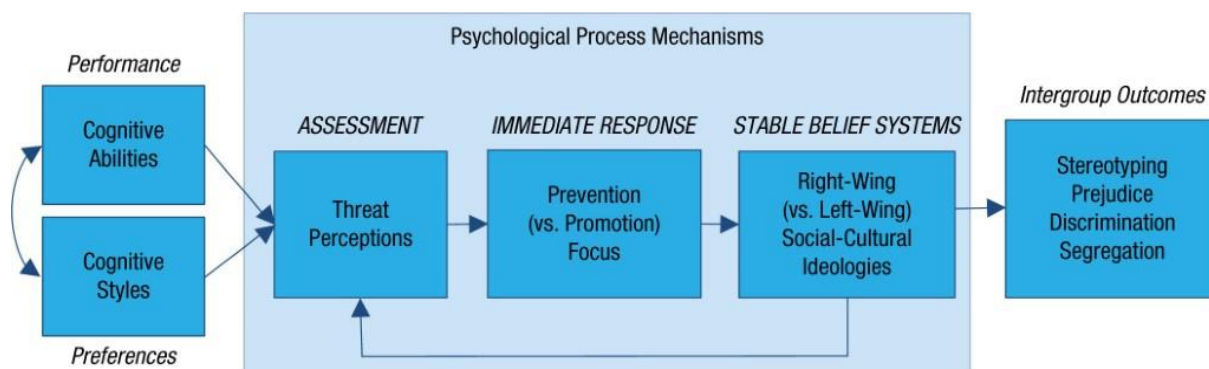 Psychological Process Mechanisms
Performance
Cognitive
Abilities
Cognitive
Styles
Preferences
ASSESSMENT
Threat
Perceptions
IMMEDIATE RESPONSE
Prevention
(vs. Promotion)
Focus
STABLE BELIEF SYSTEMS
Right-Wing
(vs. Left-Wing)
Social-Cultural
Ideologies
Intergroup Outcomes
Stereotyping
Prejudice
Discrimination
Segregation